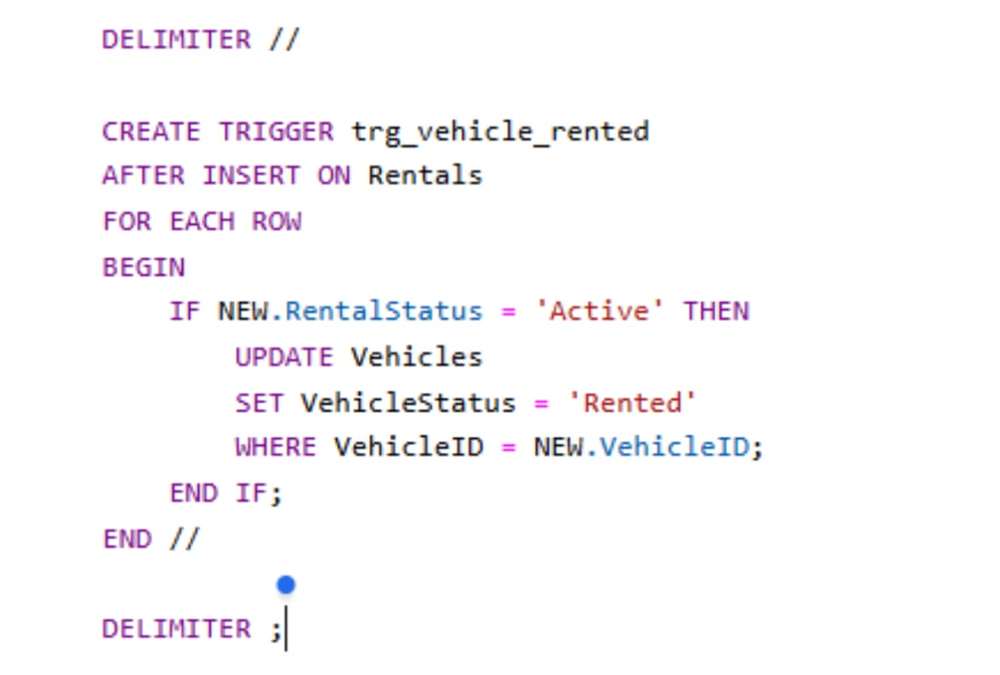 DELIMITER //
CREATE TRIGGER trg_vehicle_rented
AFTER INSERT ON Rentals
FOR EACH ROW
BEGIN
    IF NEW.RentalStatus = 'Active' THEN
        UPDATE Vehicles
        SET VehicleStatus = 'Rented'
        WHERE VehicleID = NEW.VehicleID;
    END IF;
END //
DELIMITER ;